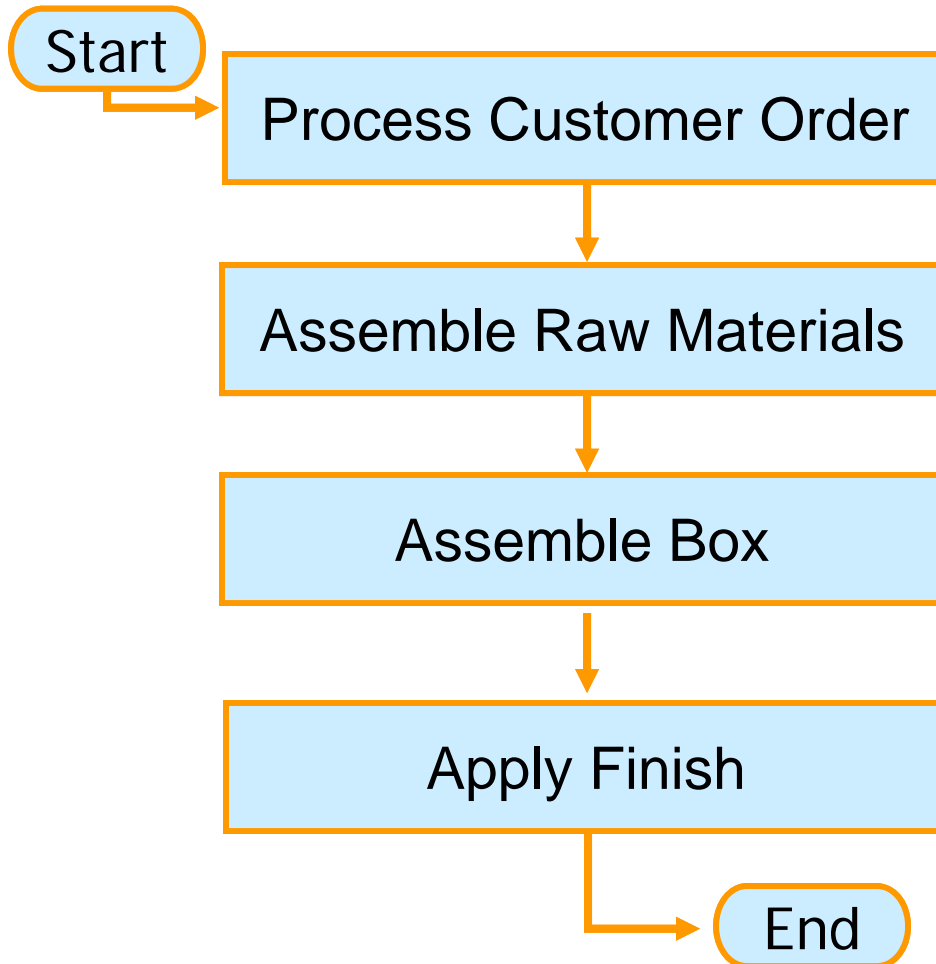 Start
Process Customer Order
Assemble Raw Materials
Assemble Box
Apply Finish
End